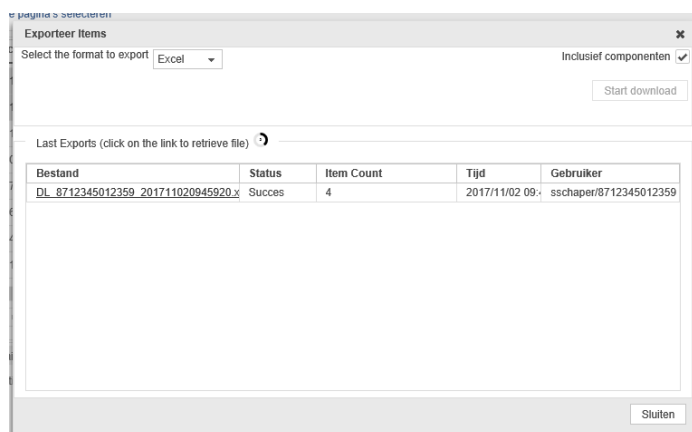 e pagina's selecteren
Exporteer Items
Select the format to export Excel
Inclusief componenten
Start download
Last Exports (click on the link to retrieve file)
Bestand Status Item Count Tijd Gebruiker
DL_8712345012359_201711020945920.x Succes 4 2017/11/02 09:4 sschaper/8712345012359
Sluiten